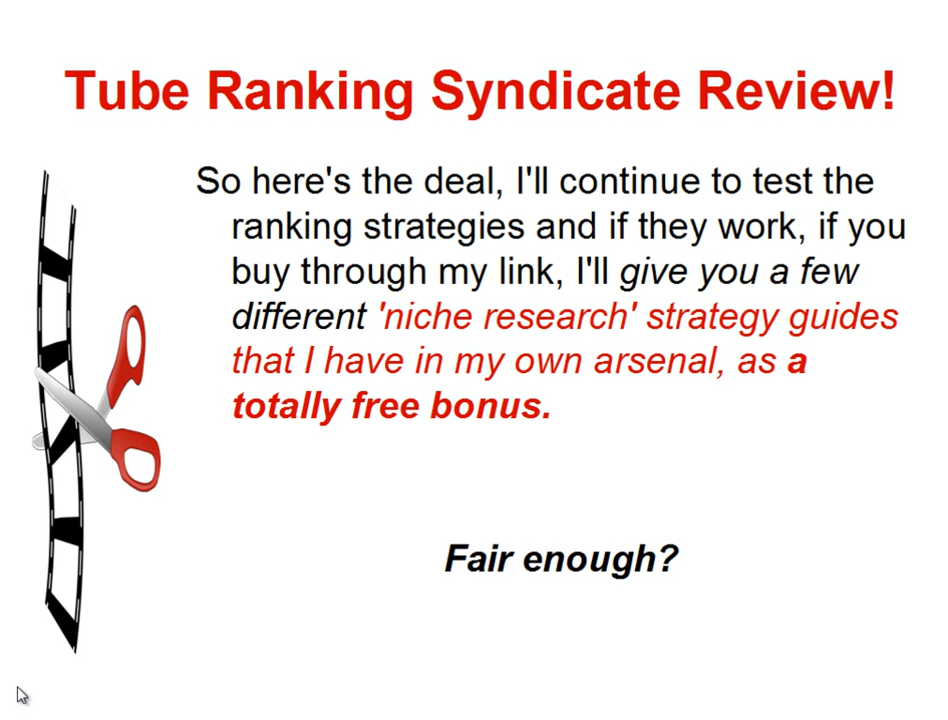 Tube Ranking Syndicate Review!
So here's the deal, I'll continue to test the
ranking strategies and if they work, if you
buy through my link, I'll give you a few
different 'niche research' strategy guides
that I have in my own arsenal, as a
totally free bonus.
Fair enough?